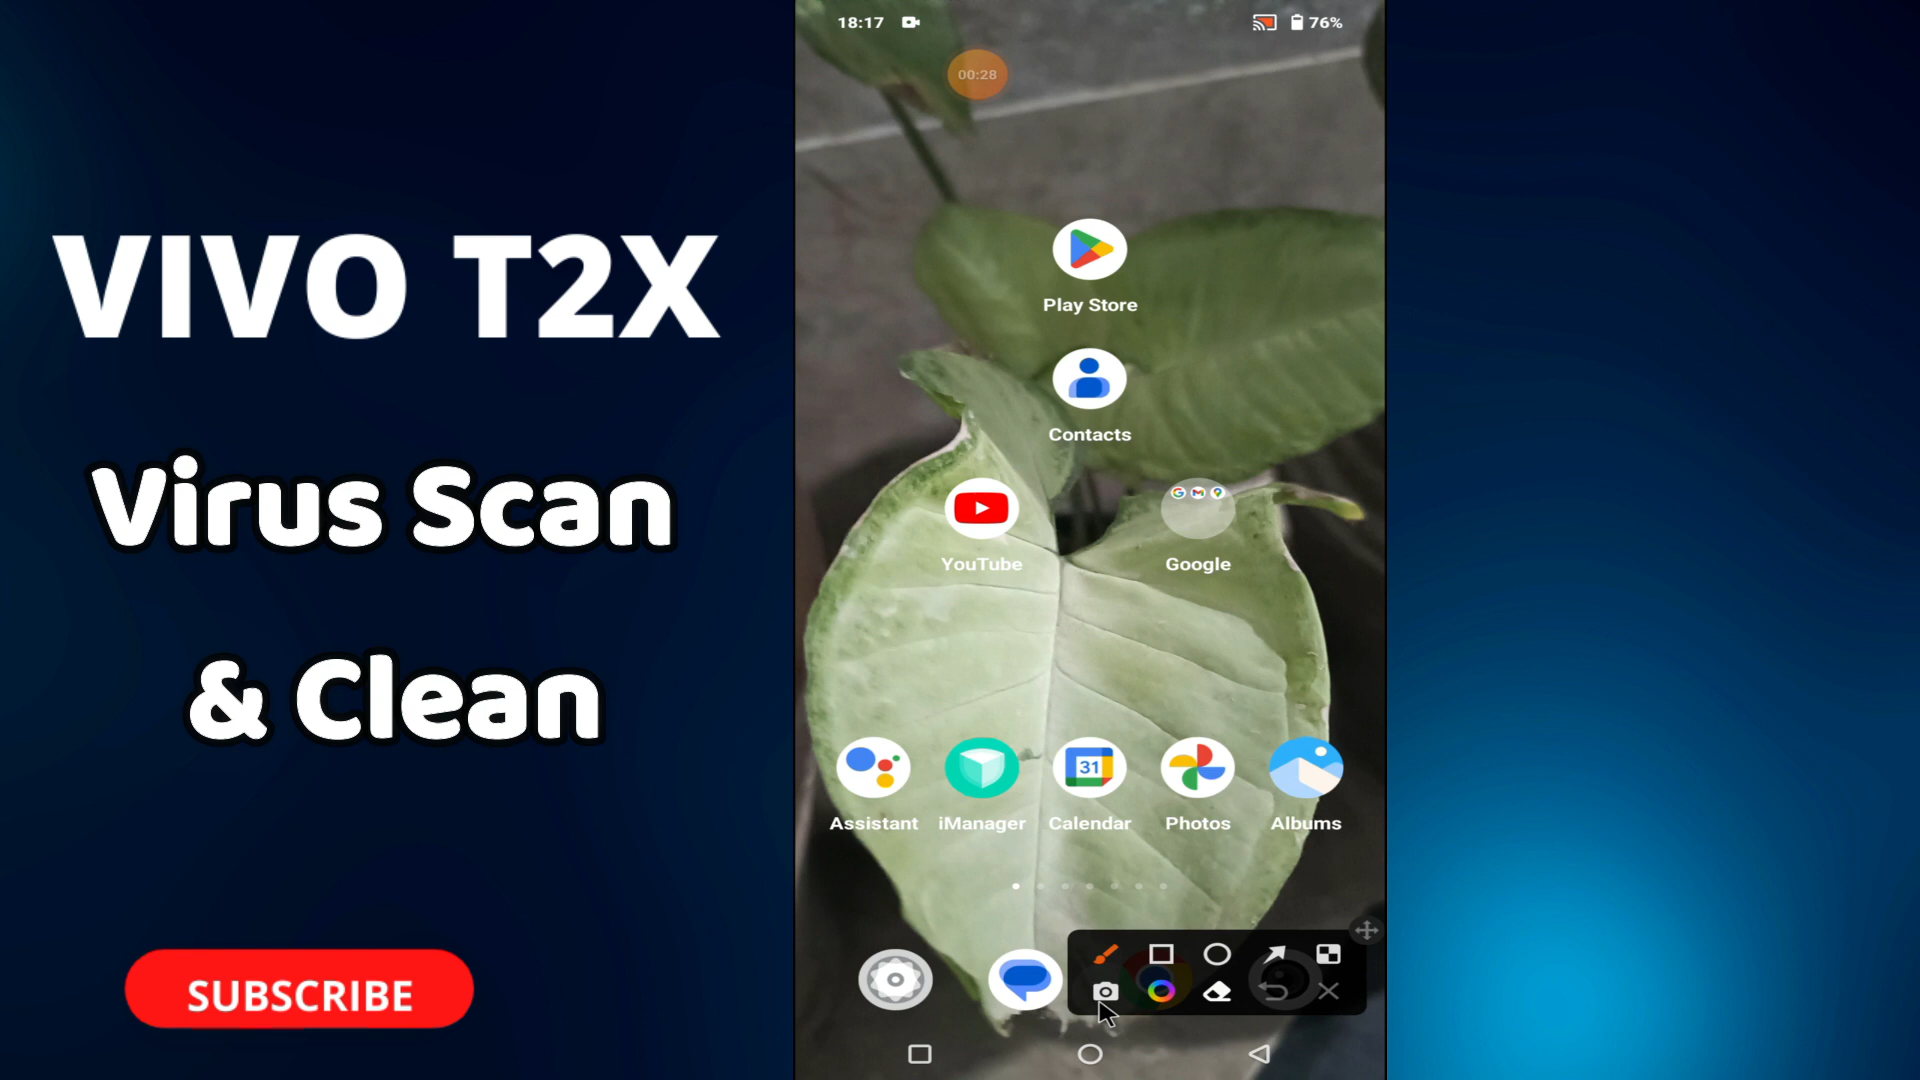 18:17
76%
00:28
VIVO T2X
Virus Scan
& Clean
SUBSCRIBE
Play Store
Contacts
YouTube
Google
31
Assistant
iManager
Calendar
Photos
Albums